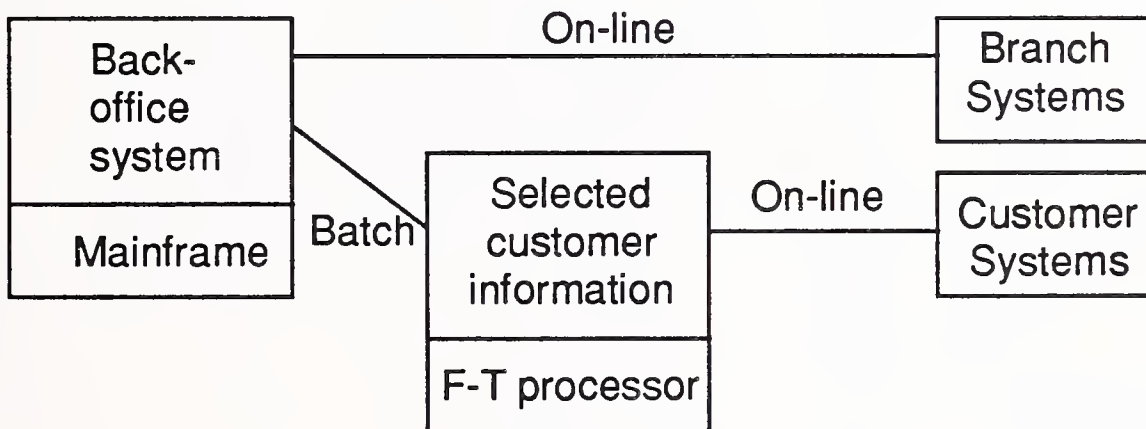 Back-
office
system
Mainframe
On-line
Branch
Systems
Batch
Selected
customer
information
F-T processor
On-line
Customer
Systems